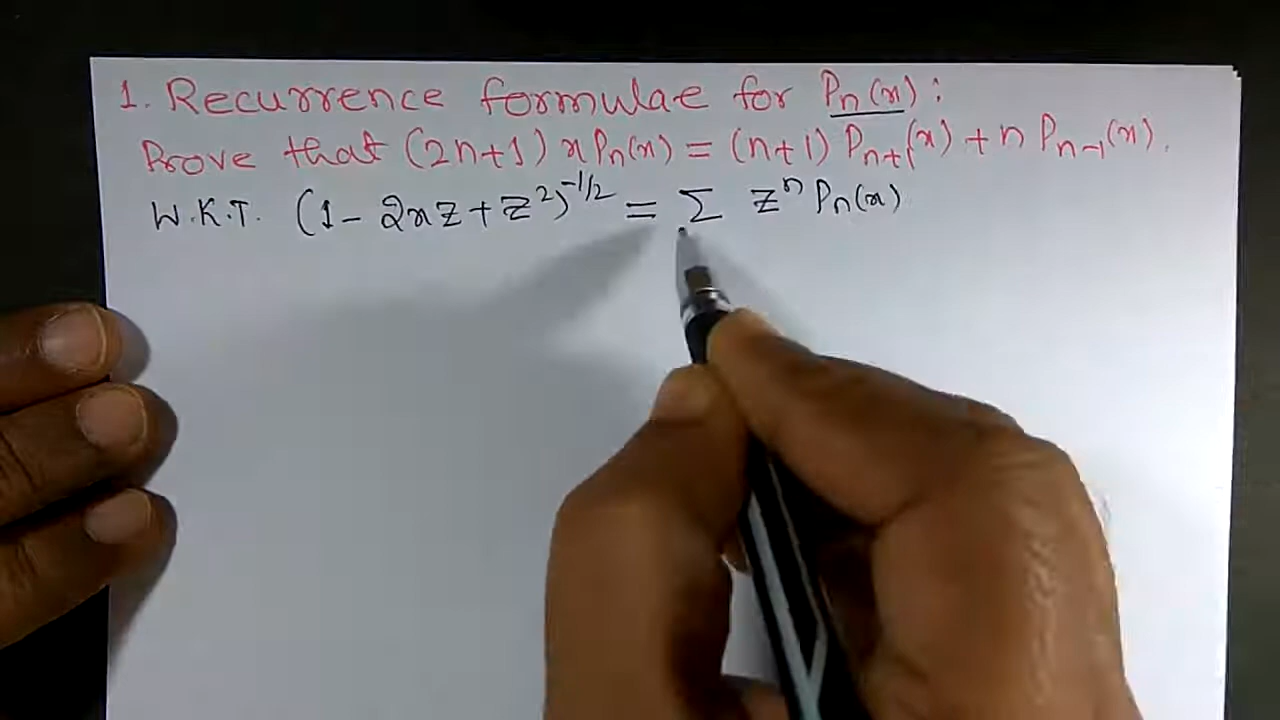 1. Recurrence formulae for Pn(x) :
Prove that (2n+1) x Pn(x) = (n+1) Pn+1(x) + n Pn-1(x).
W.K.T. (1 - 2xz + z²)^-1/2 = Σ z^n Pn(x)